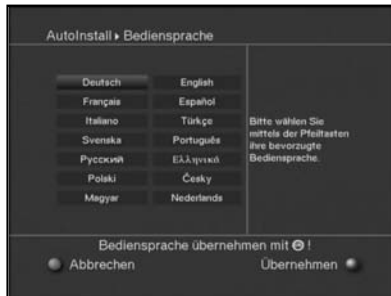 AutoInstall ▸ Bediensprache
Deutsch English
Français Español
Italiano Türkçe
Svenska Português
Русский Ελληνικά
Polski Česky
Magyar Nederlands
Bitte wählen Sie
mittels der Pfeiltasten
ihre bevorzugte
Bediensprache.
Bediensprache übernehmen mit !
Abbrechen Übernehmen